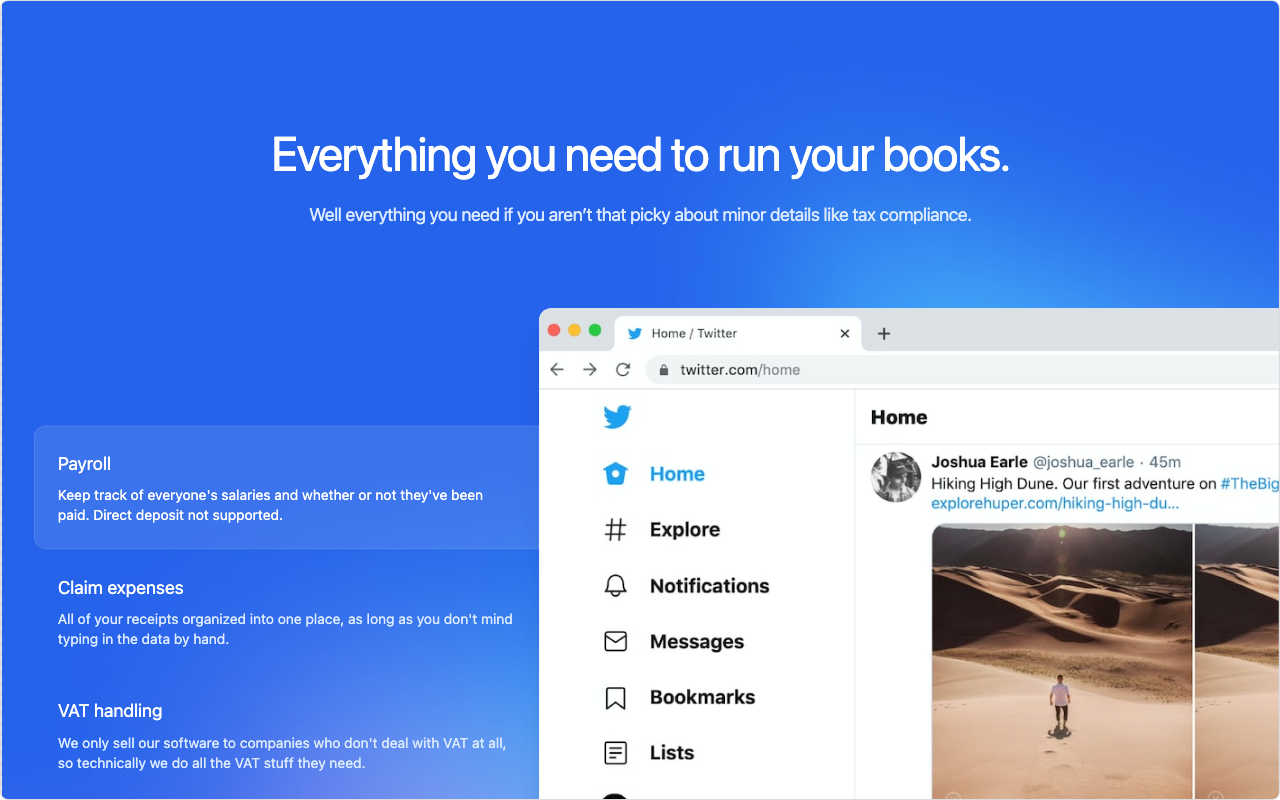 Everything you need to run your books.
Well everything you need if you aren’t that picky about minor details like tax compliance.
Payroll
Keep track of everyone's salaries and whether or not they've been
paid. Direct deposit not supported.
Claim expenses
All of your receipts organized into one place, as long as you don't mind
typing in the data by hand.
VAT handling
We only sell our software to companies who don't deal with VAT at all,
so technically we do all the VAT stuff they need.
Home / Twitter
twitter.com/home
Home
Explore
Notifications
Messages
Bookmarks
Lists
Home
Joshua Earle @joshua_earle · 45m
Hiking High Dune. Our first adventure on #TheBig
explorehuper.com/hiking-high-du...